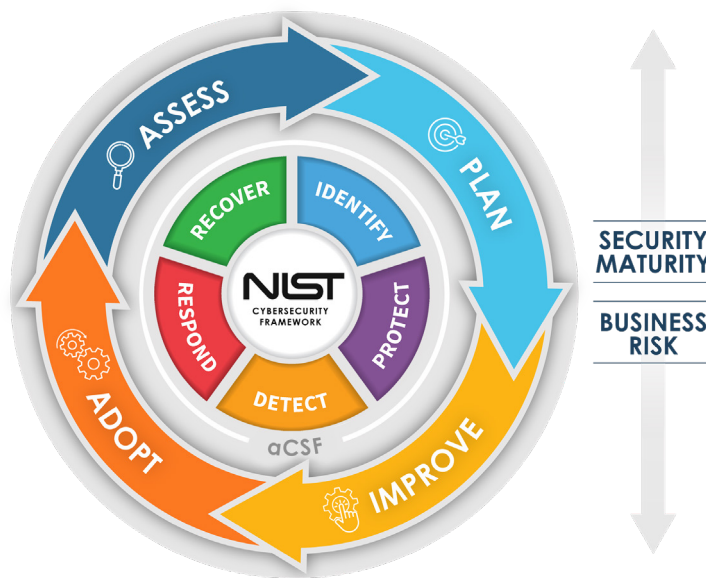 ASSESS
PLAN
IMPROVE
ADOPT
RECOVER
IDENTIFY
PROTECT
DETECT
RESPOND
NIST
CYBERSECURITY
FRAMEWORK
aCSF
SECURITY
MATURITY
BUSINESS
RISK